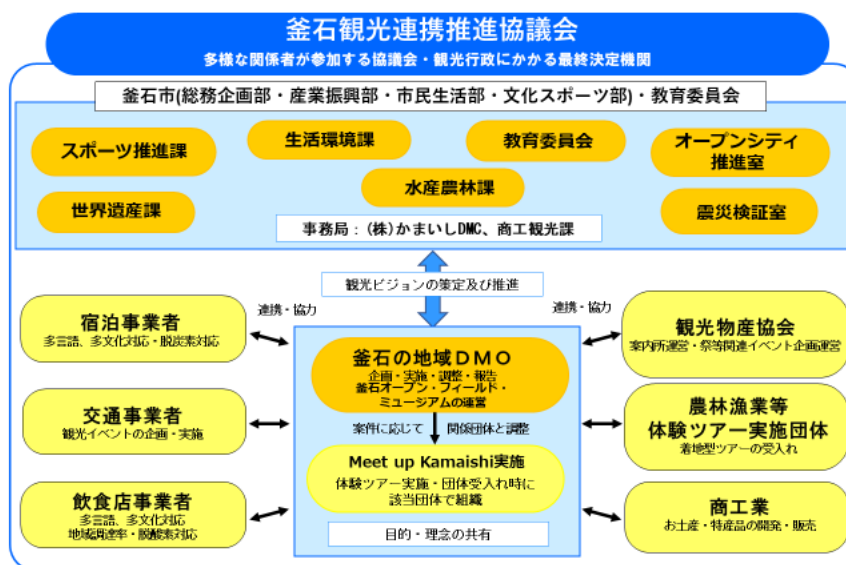 釜石観光連携推進協議会
多様な関係者が参加する協議会・観光行政にかかる最終決定機関
釜石市(総務企画部・産業振興部・市民生活部・文化スポーツ部)・教育委員会
スポーツ推進課
生活環境課
教育委員会
オープンシティ
推進室
水産農林課
世界遺産課
震災検証室
事務局：(株)かまいしDMC、商工観光課
観光ビジョンの策定及び推進
連携・協力
連携・協力
宿泊事業者
多言語、多文化対応・脱炭素対応
交通事業者
観光イベントの企画・実施
飲食店事業者
多言語、多文化対応
地域調達率・脱酸素対応
釜石の地域DMO
企画・実施・調整・報告
釜石オープン・フィールド・
ミュージアムの運営
案件に応じて
関係団体と調整
Meet up Kamaishi実施
体験ツアー実施・団体受入れ時に
該当団体で組織
目的・理念の共有
観光物産協会
案内所運営・祭等関連イベント企画運営
農林漁業等
体験ツアー実施団体
着地型ツアーの受入れ
商工業
お土産・特産品の開発・販売